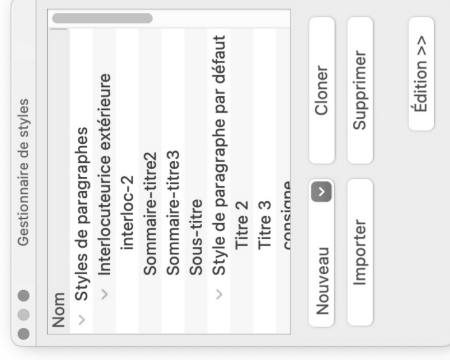 Gestionnaire de styles
Nom
Styles de paragraphes
Interlocuteurice extérieure
interloc-2
Sommaire-titre2
Sommaire-titre3
Sous-titre
Style de paragraphe par défaut
Titre 2
Titre 3
consigne
Nouveau
Cloner
Importer
Supprimer
Édition >>